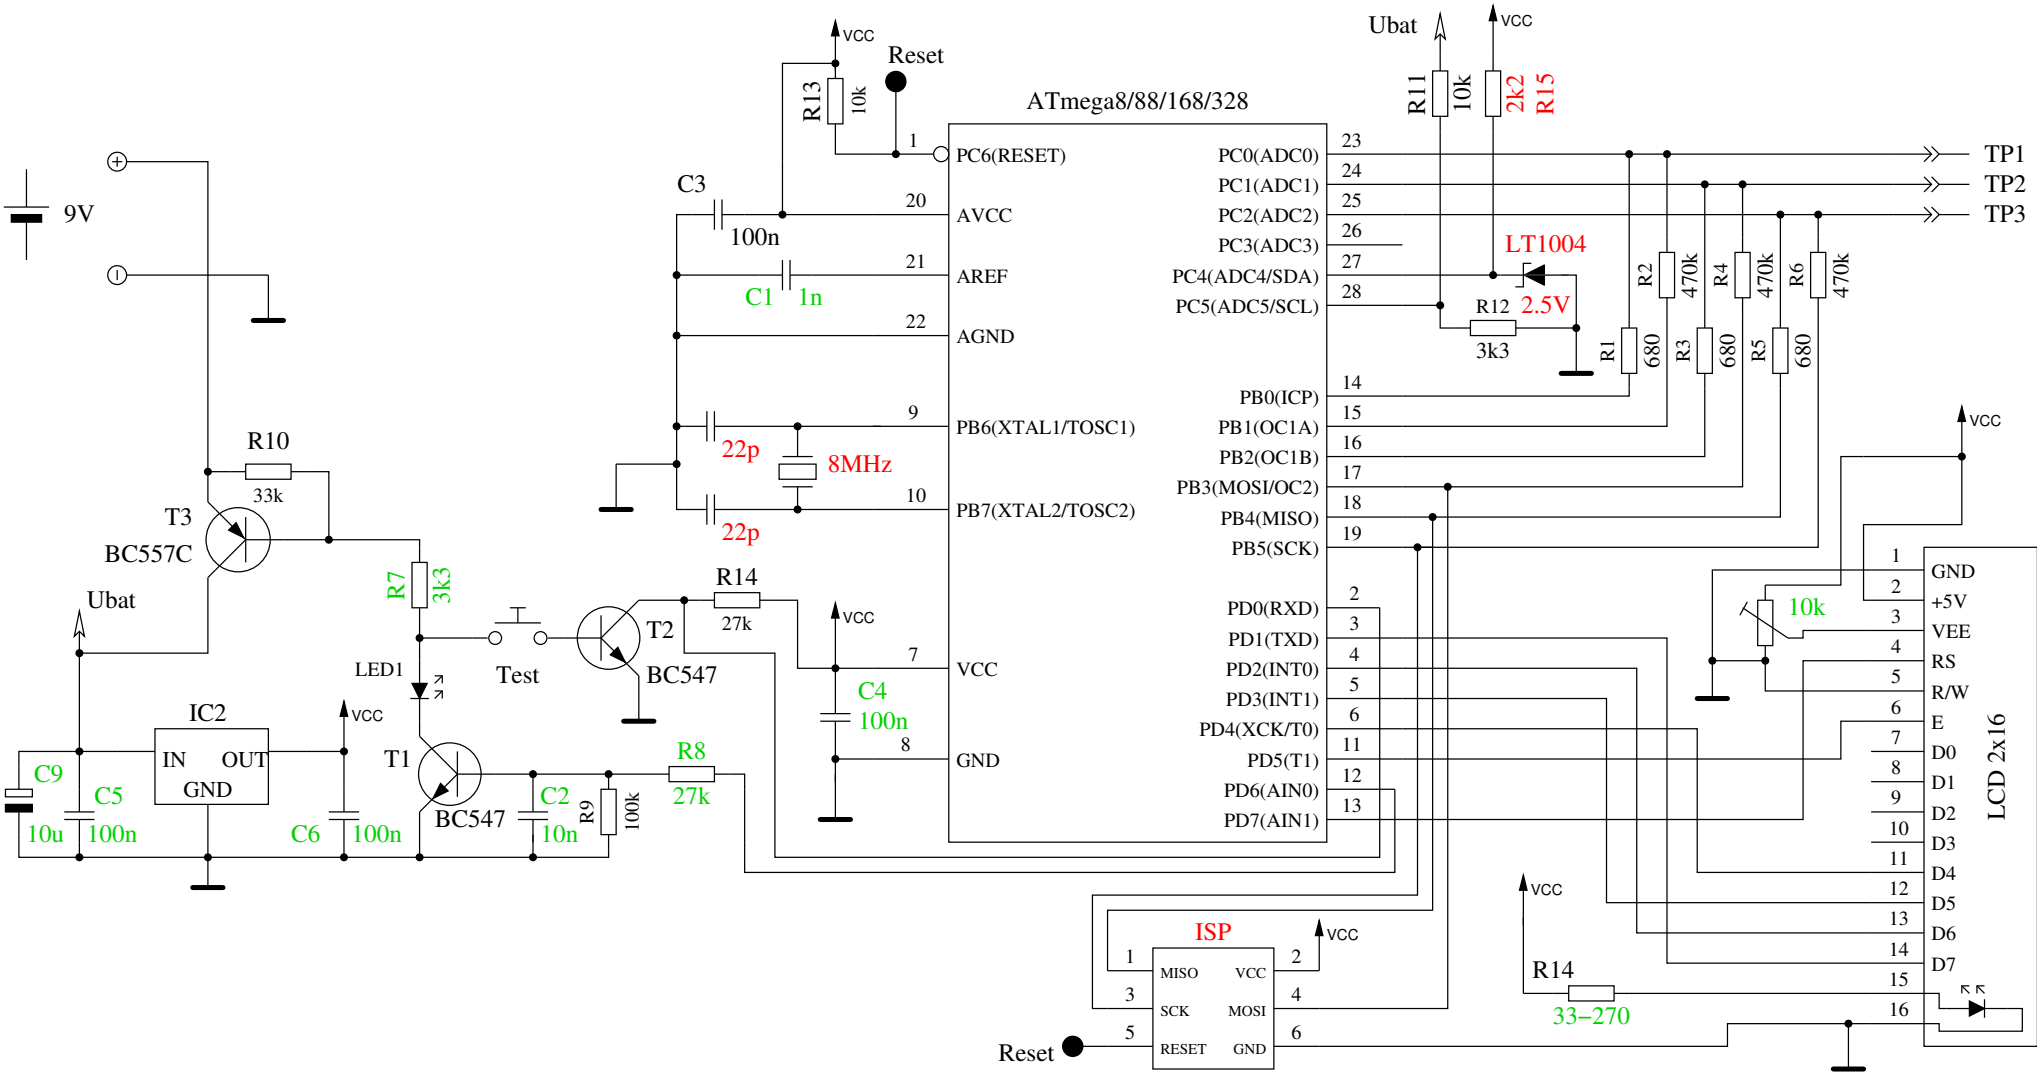 VCC
Reset
R13
10k
ATmega8/88/168/328
Ubat
VCC
R11
10k
2k2
R15
9V
C3
100n
C1
1n
1
PC6(RESET)
20
AVCC
21
AREF
22
AGND
9
PB6(XTAL1/TOSC1)
10
PB7(XTAL2/TOSC2)
7
VCC
8
GND
22p
8MHz
22p
PC0(ADC0)
23
PC1(ADC1)
24
PC2(ADC2)
25
PC3(ADC3)
26
PC4(ADC4/SDA)
27
PC5(ADC5/SCL)
28
PB0(ICP)
14
PB1(OC1A)
15
PB2(OC1B)
16
PB3(MOSI/OC2)
17
PB4(MISO)
18
PB5(SCK)
19
PD0(RXD)
2
PD1(TXD)
3
PD2(INT0)
4
PD3(INT1)
5
PD4(XCK/T0)
6
PD5(T1)
11
PD6(AIN0)
12
PD7(AIN1)
13
TP1
TP2
TP3
LT1004
2.5V
R12
3k3
R2
470k
R4
470k
R6
470k
R1
680
R3
680
R5
680
R10
33k
T3
BC557C
Ubat
R7
3k3
LED1
Test
T2
BC547
R14
27k
VCC
C4
100n
IC2
IN
OUT
GND
VCC
C9
10u
C5
100n
C6
100n
T1
BC547
C2
10n
R9
100k
R8
27k
VCC
10k
1
GND
2
+5V
3
VEE
4
RS
5
R/W
6
E
7
D0
8
D1
9
D2
10
D3
11
D4
12
D5
13
D6
14
D7
15
16
LCD 2x16
VCC
R14
33–270
ISP
VCC
1
MISO
VCC
2
3
SCK
MOSI
4
5
RESET
GND
6
Reset